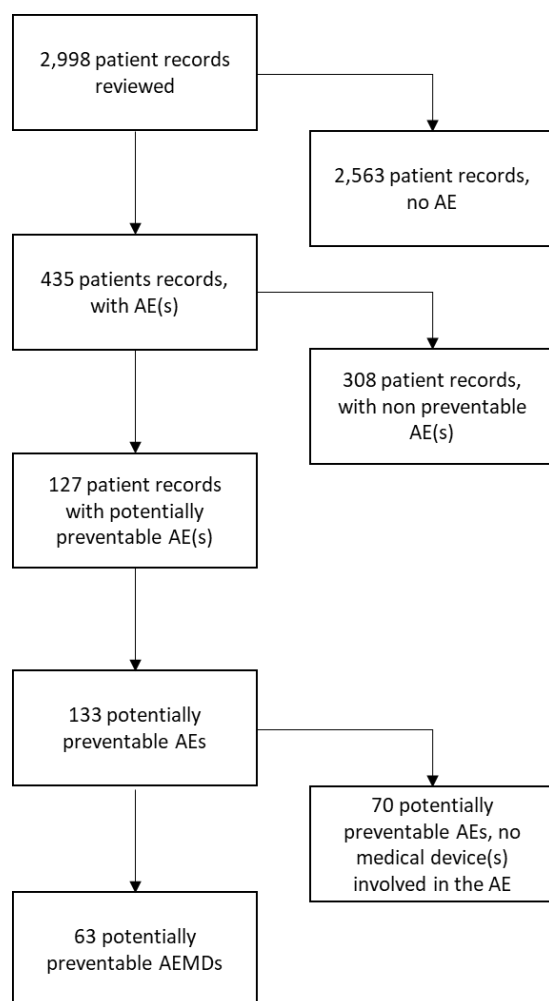 2,998 patient records
reviewed
2,563 patient records,
no AE
435 patients records,
with AE(s)
308 patient records,
with non preventable
AE(s)
127 patient records
with potentially
preventable AE(s)
133 potentially
preventable AEs
70 potentially
preventable AEs, no
medical device(s)
involved in the AE
63 potentially
preventable AEMDs